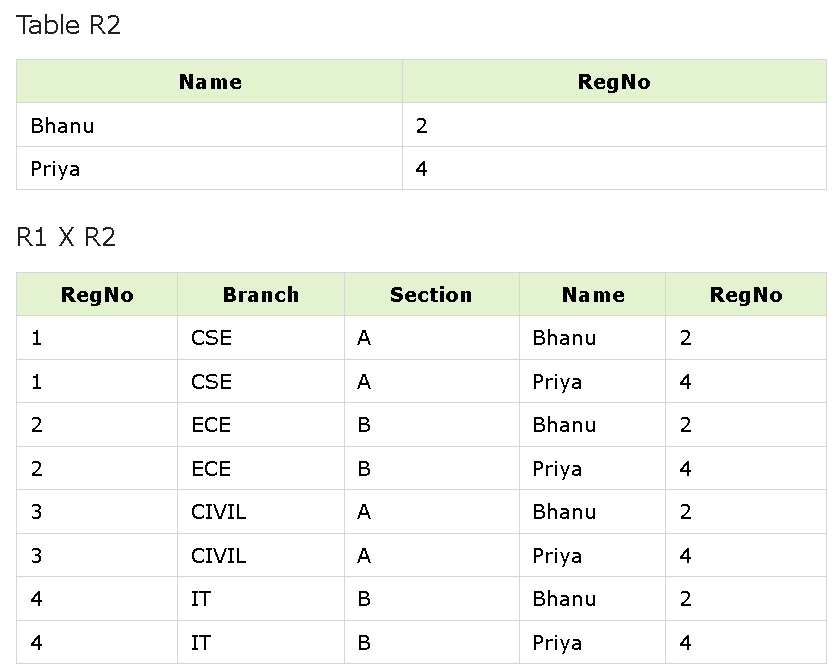 Table R2
Name RegNo
Bhanu 2
Priya 4
R1 X R2
RegNo Branch Section Name RegNo
1 CSE A Bhanu 2
1 CSE A Priya 4
2 ECE B Bhanu 2
2 ECE B Priya 4
3 CIVIL A Bhanu 2
3 CIVIL A Priya 4
4 IT B Bhanu 2
4 IT B Priya 4